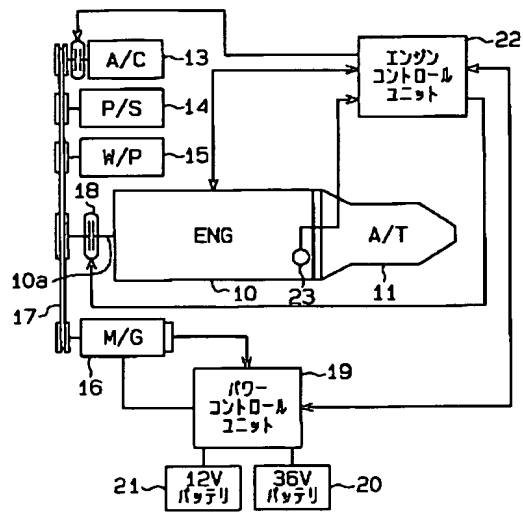 A/C
13
22
エンジン
コントロール
ユニット
P/S
14
W/P
15
18
ENG
A/T
10a
10
23
11
17
M/G
16
19
パワー
コントロール
ユニット
21
12V
バッテリ
36V
バッテリ
20